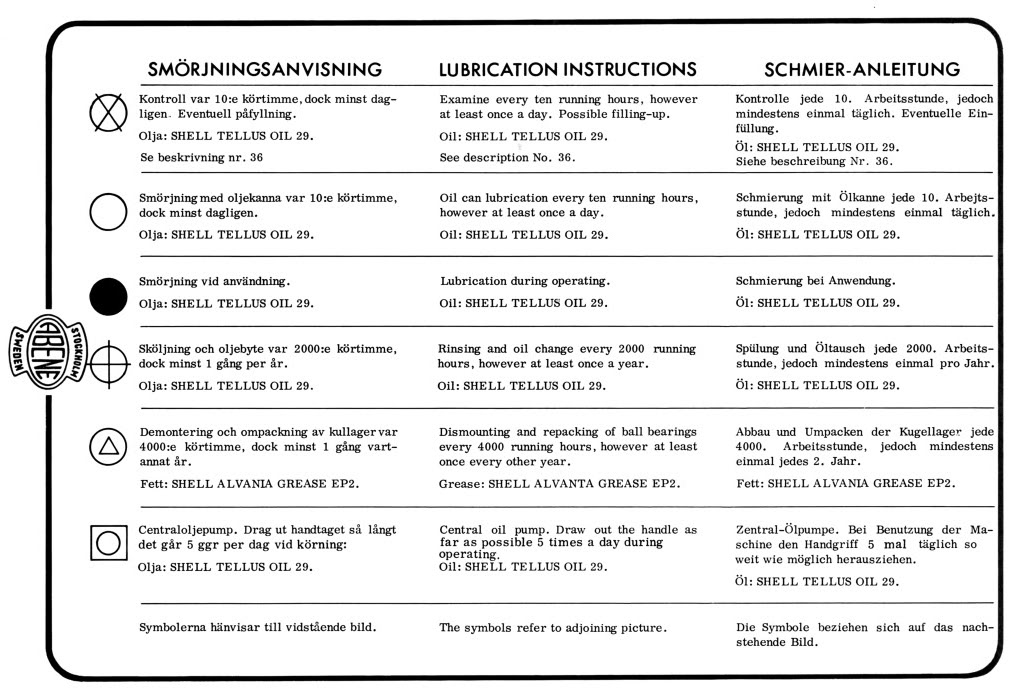 SMÖRJNINGSANVISNING
Kontroll var 10:e körtimme, dock minst dag-
ligen. Eventuell påfyllning.
Olja: SHELL TELLUS OIL 29.
Se beskrivning nr. 36
Smörjning med oljekanna var 10:e körtimme,
dock minst dagligen.
Olja: SHELL TELLUS OIL 29.
Smörjning vid användning.
Olja: SHELL TELLUS OIL 29.
Sköljning och oljebyte var 2000:e körtimme,
dock minst 1 gång per år.
Olja: SHELL TELLUS OIL 29.
Demontering och ompackning av kullager var
4000:e körtimme, dock minst 1 gång vart-
annat år.
Fett: SHELL ALVANIA GREASE EP2.
Centraloljepump. Drag ut handtaget så långt
det går 5 ggr per dag vid körning:
Olja: SHELL TELLUS OIL 29.
Symbolerna hänvisar till vidstående bild.
LUBRICATION INSTRUCTIONS
Examine every ten running hours, however
at least once a day. Possible filling-up.
Oil: SHELL TELLUS OIL 29.
See description No. 36.
Oil can lubrication every ten running hours,
however at least once a day.
Oil: SHELL TELLUS OIL 29.
Lubrication during operating.
Oil: SHELL TELLUS OIL 29.
Rinsing and oil change every 2000 running
hours, however at least once a year.
Oil: SHELL TELLUS OIL 29.
Dismounting and repacking of ball bearings
every 4000 running hours, however at least
once every other year.
Grease: SHELL ALVANTA GREASE EP2.
Central oil pump. Draw out the handle as
far as possible 5 times a day during
operating.
Oil: SHELL TELLUS OIL 29.
The symbols refer to adjoining picture.
SCHMIER-ANLEITUNG
Kontrolle jede 10. Arbeitsstunde, jedoch
mindestens einmal täglich. Eventuelle Ein-
füllung.
Öl: SHELL TELLUS OIL 29.
Siehe beschreibung Nr. 36.
Schmierung mit Ölkanne jede 10. Arbejts-
stunde, jedoch mindestens einmal täglich.
Öl: SHELL TELLUS OIL 29.
Schmierung bei Anwendung.
Öl: SHELL TELLUS OIL 29.
Spülung und Öltausch jede 2000. Arbeits-
stunde, jedoch mindestens einmal pro Jahr.
Öl: SHELL TELLUS OIL 29.
Abbau und Umpacken der Kugellager jede
4000. Arbeitsstunde, jedoch mindestens
einmal jedes 2. Jahr.
Fett: SHELL ALVANIA GREASE EP2.
Zentral-Ölpumpe. Bei Benutzung der Ma-
schine den Handgriff 5 mal täglich so
weit wie möglich herausziehen.
Öl: SHELL TELLUS OIL 29.
Die Symbole beziehen sich auf das nach-
stehende Bild.
SWEDEN
ABENE
STOCKHOLM